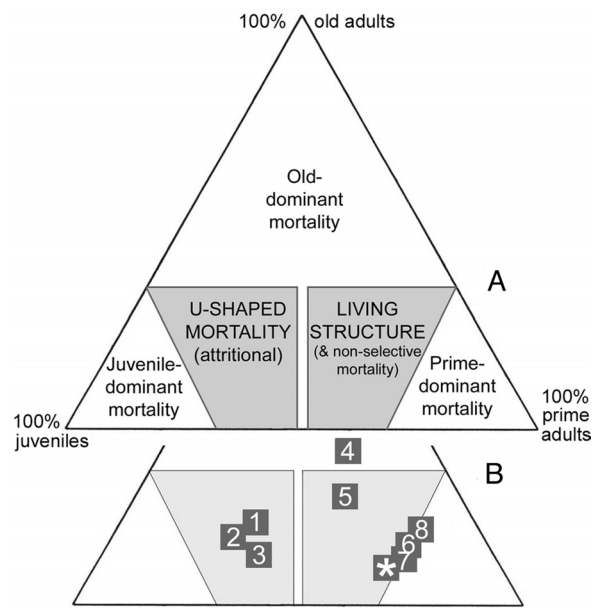 100% old adults
Old-
dominant
mortality
A
U-SHAPED
MORTALITY
(attritional)
LIVING
STRUCTURE
(& non-selective
mortality)
Juvenile-
dominant
mortality
Prime-
dominant
mortality
100%
juveniles
100%
prime
adults
4
B
5
1
2
3
8
6
7
*